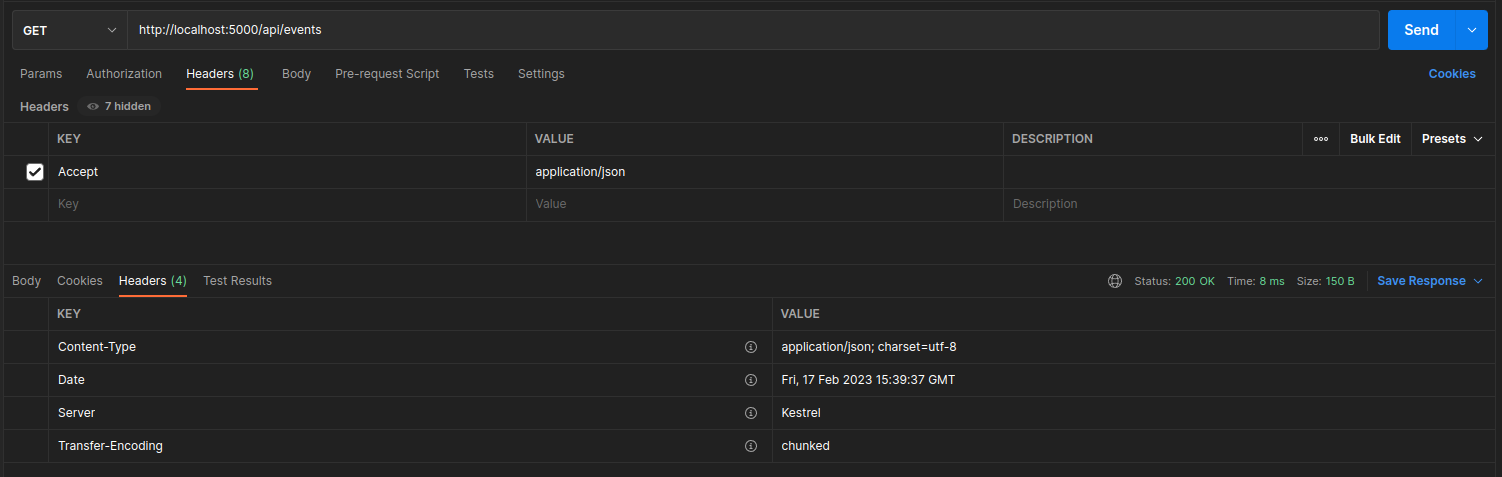 GET http://localhost:5000/api/events Send
Params Authorization Headers (8) Body Pre-request Script Tests Settings Cookies
Headers 7 hidden
KEY VALUE DESCRIPTION ooo Bulk Edit Presets
Accept application/json
Key Value Description
Body Cookies Headers (4) Test Results Status: 200 OK Time: 8 ms Size: 150 B Save Response
KEY VALUE
Content-Type application/json; charset=utf-8
Date Fri, 17 Feb 2023 15:39:37 GMT
Server Kestrel
Transfer-Encoding chunked